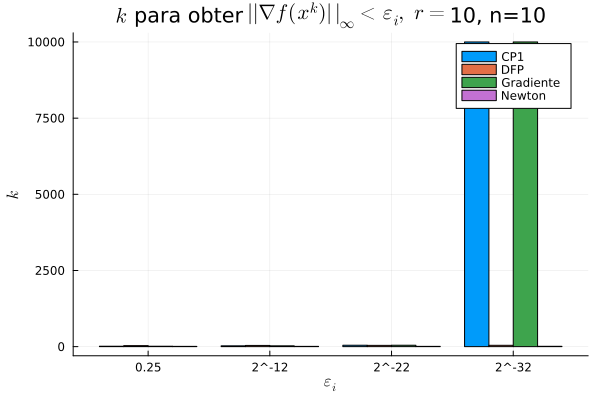 k para obter ||∇f(x^k)||_∞ < ε_i, r = 10, n=10
10000
CP1
DFP
Gradiente
Newton
7500
k
5000
2500
0
0.25 2^-12 2^-22 2^-32
ε_i